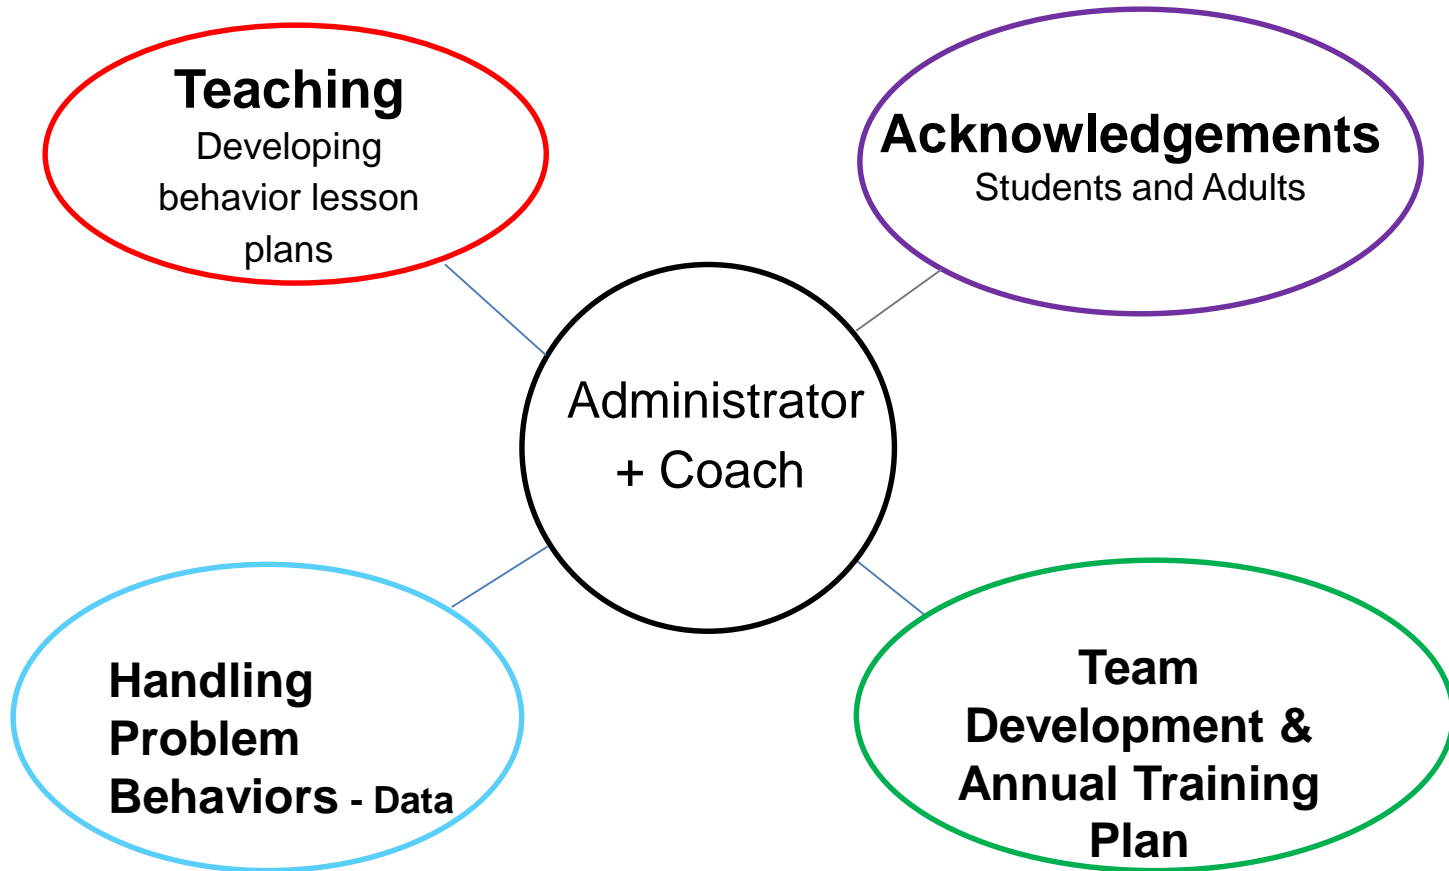 Teaching
Developing
behavior lesson
plans
Acknowledgements
Students and Adults
Administrator
+ Coach
Handling
Problem
Behaviors - Data
Team
Development &
Annual Training
Plan